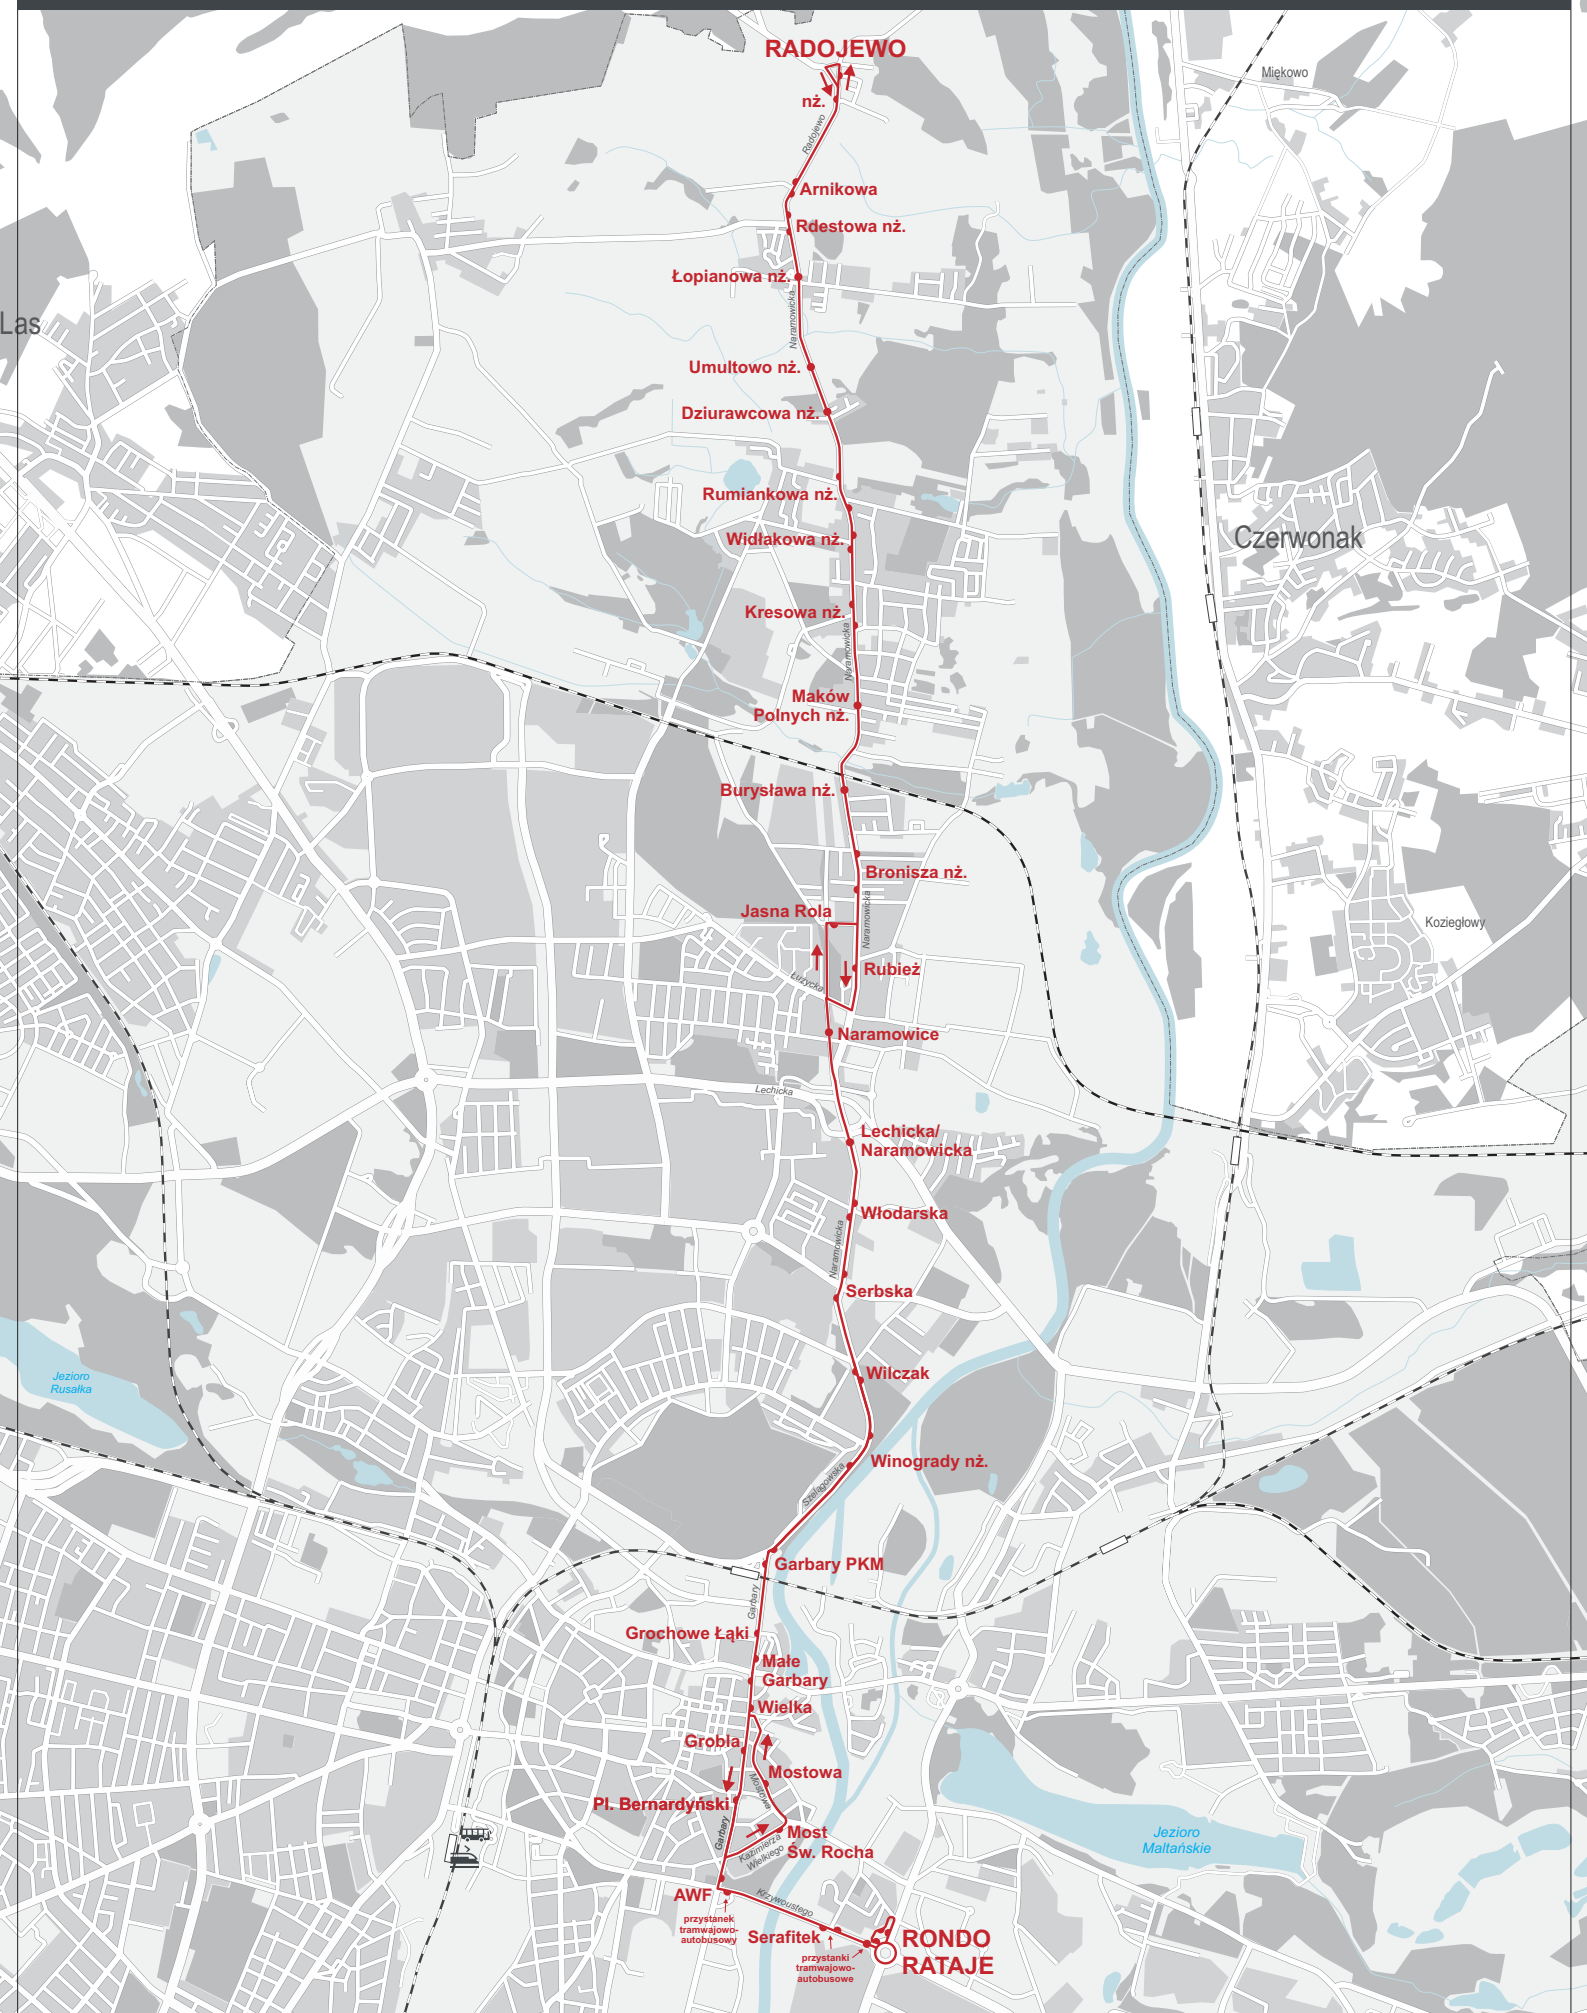 RADOJEWO
Miękowo
nż.
Radojewo
Arnikowa
Rdestowa nż.
Łopianowa nż.
Naramowicka
Las
Umultowo nż.
Dziurawcowa nż.
Rumiankowa nż.
Widłakowa nż.
Czerwonak
Kresowa nż.
Naramowicka
Maków
Polnych nż.
Burysława nż.
Bronisza nż.
Jasna Rola
Naramowicka
Koziegłowy
Rubież
Łużycka
Naramowice
Lechicka
Lechicka/
Naramowicka
Włodarska
Naramowicka
Serbska
Wilczak
Jezioro
Rusałka
Winogrady nż.
Szelągowska
Garbary PKM
Garbary
Grochowe Łąki
Małe
Garbary
Wielka
Grobla
Mostowa
Mostowa
Pl. Bernardyński
Garbary
Most
Św. Rocha
Kazimierza
Wielkiego
Jezioro
Maltańskie
AWF
Krzywoustego
przystanek
tramwajowo-
autobusowy
Serafitek
RONDO
RATAJE
przystanki
tramwajowo-
autobusowe